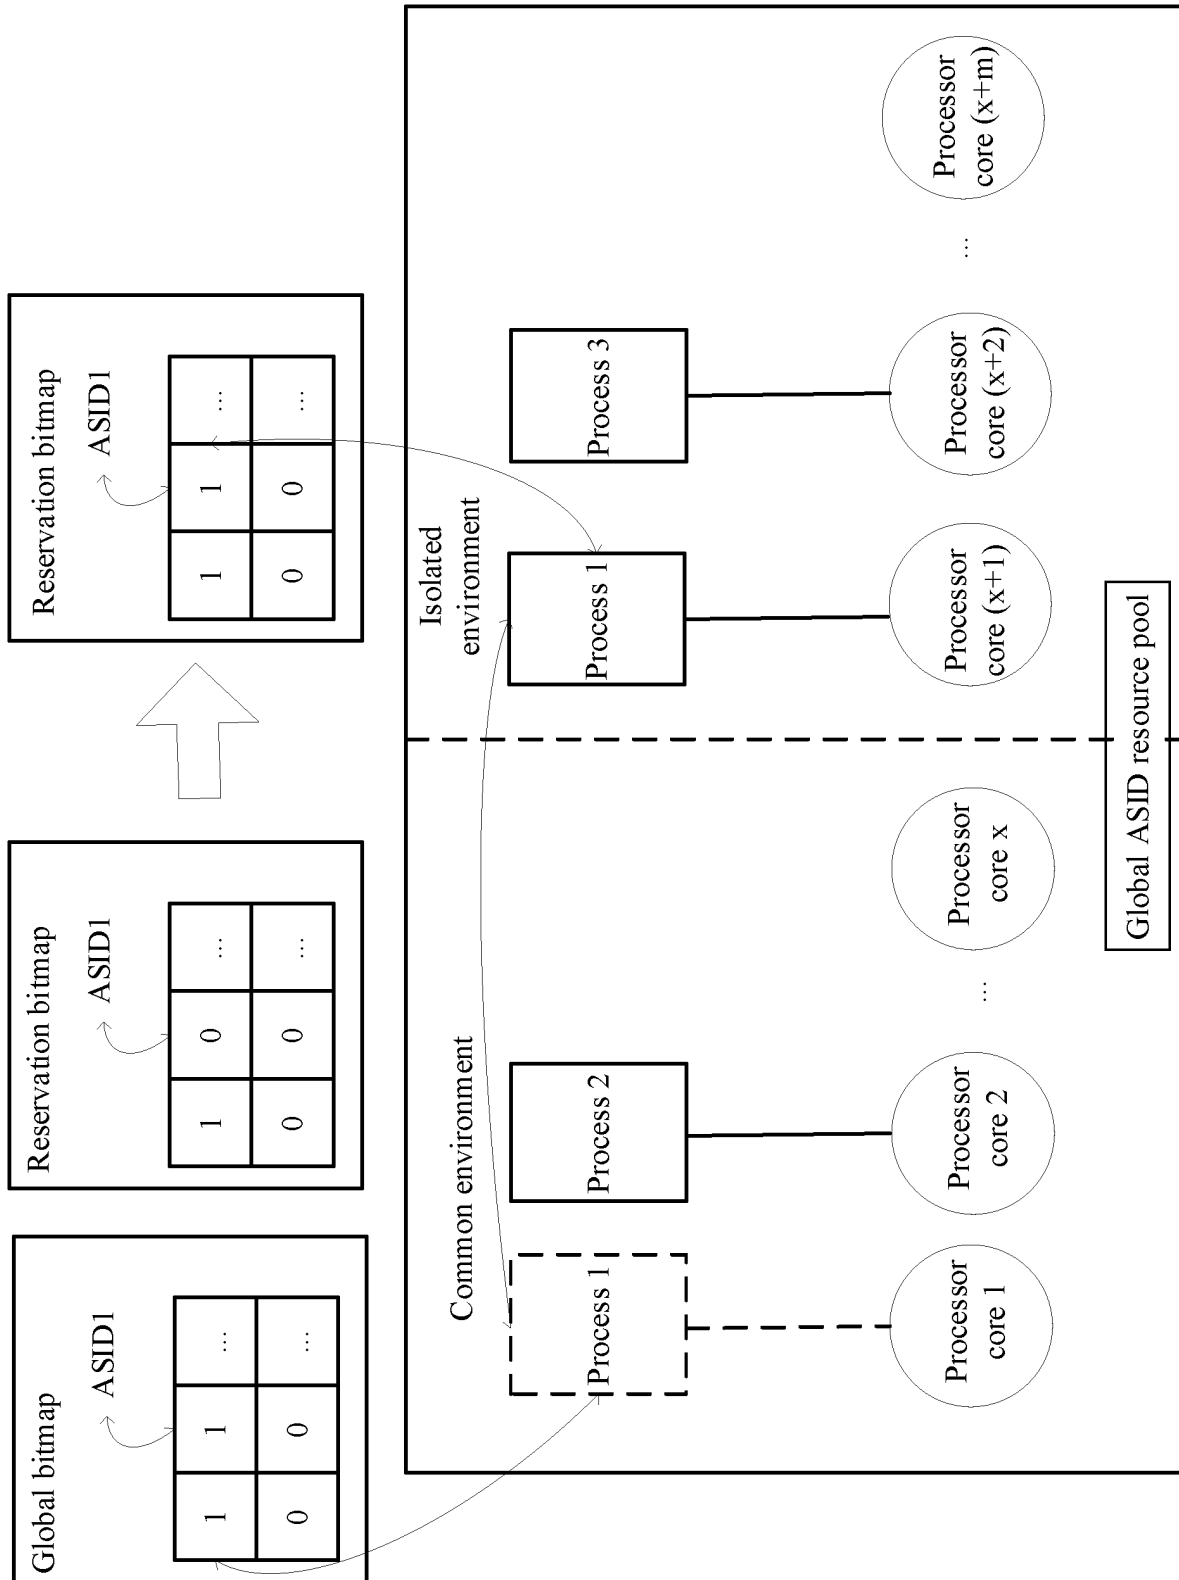 Global bitmap
ASID1
1 1 ...
0 0 ...
Reservation bitmap
ASID1
1 0 ...
0 0 ...
Reservation bitmap
ASID1
1 1 ...
0 0 ...
Common environment
Isolated
environment
Process 1
Process 2
Process 1
Process 3
Processor
core 1
Processor
core 2
...
Processor
core x
Processor
core (x+1)
Processor
core (x+2)
...
Processor
core (x+m)
Global ASID resource pool